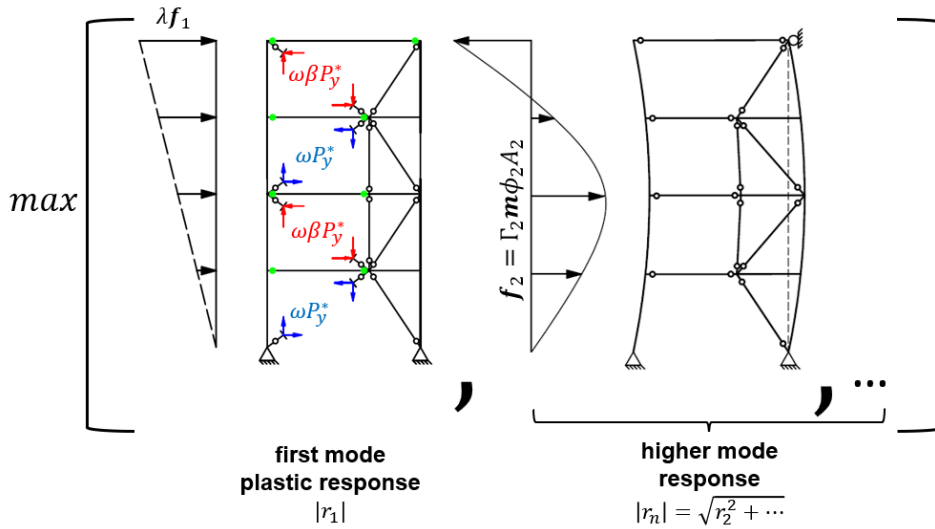 λf₁
ωβP*y
ωP*y
ωβP*y
ωP*y
max
f₂ = Γ₂mϕ₂A₂
,
, ...
first mode
plastic response
|r₁|
higher mode
response
|rₙ| = √(r₂² + ⋯)